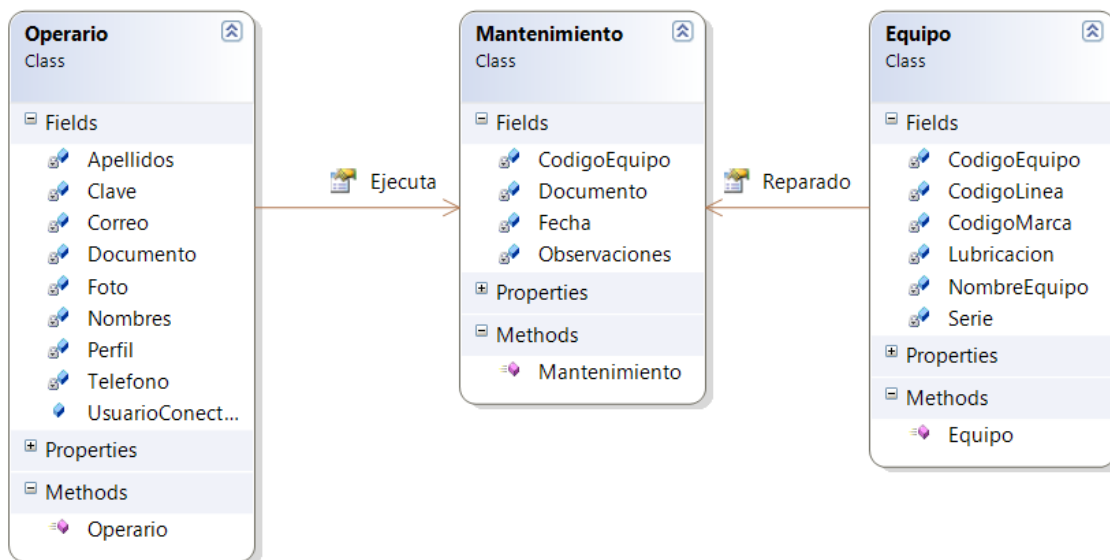 Operario
Class
Fields
Apellidos
Clave
Correo
Documento
Foto
Nombres
Perfil
Telefono
UsuarioConect...
Properties
Methods
Operario
Ejecuta
Mantenimiento
Class
Fields
CodigoEquipo
Documento
Fecha
Observaciones
Properties
Methods
Mantenimiento
Reparado
Equipo
Class
Fields
CodigoEquipo
CodigoLinea
CodigoMarca
Lubricacion
NombreEquipo
Serie
Properties
Methods
Equipo